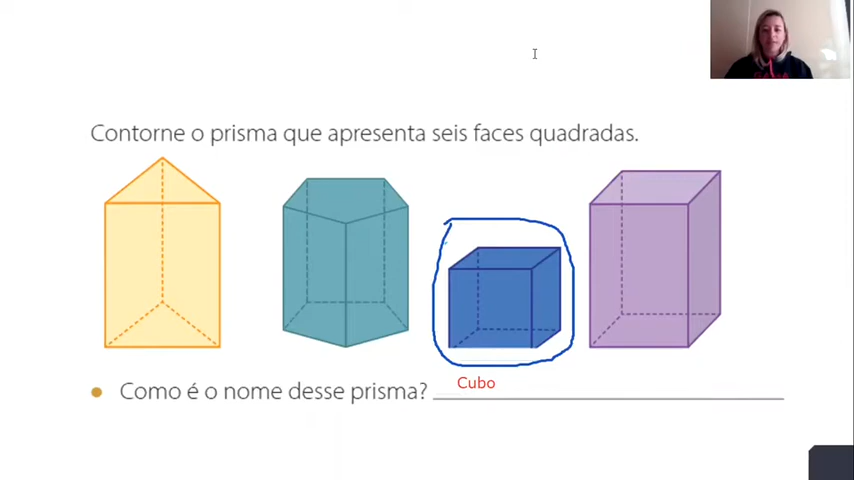 Contorne o prisma que apresenta seis faces quadradas.
Como é o nome desse prisma? Cubo